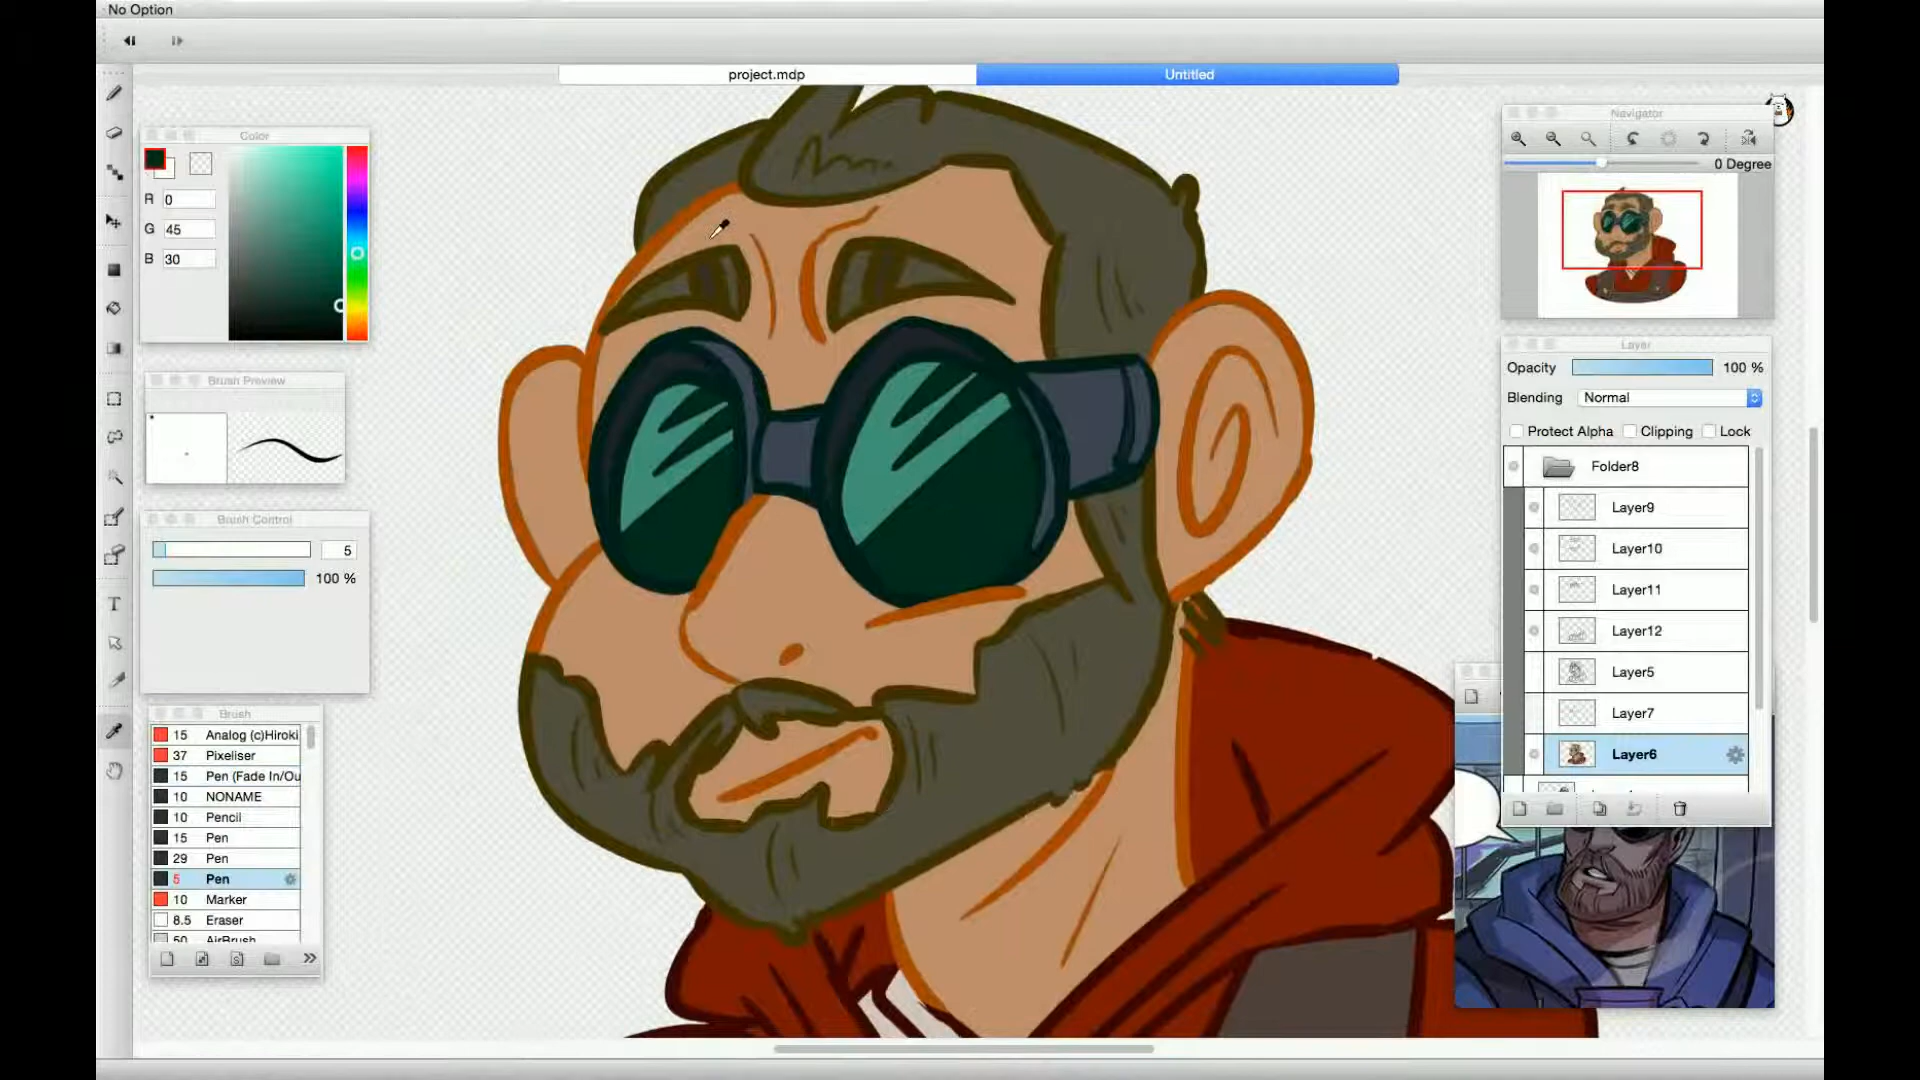 No Option
project.mdp
Untitled
Color
R 0
G 45
B 30
Brush Preview
Brush Control
5
100 %
Brush
15 Analog (c)Hiroki
37 Pixeliser
15 Pen (Fade In/Ou
10 NONAME
10 Pencil
15 Pen
29 Pen
5 Pen
10 Marker
8.5 Eraser
50 AirBrush
T
Navigator
0 Degree
Layer
Opacity 100 %
Blending Normal
Protect Alpha Clipping Lock
Folder8
Layer9
Layer10
Layer11
Layer12
Layer5
Layer7
Layer6